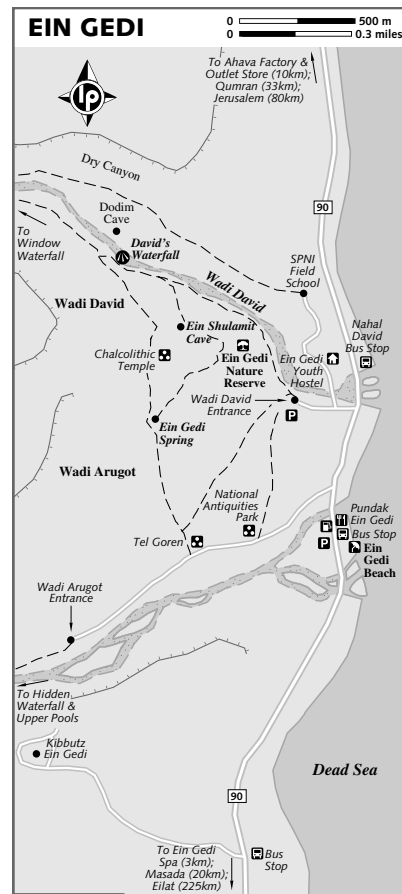 EIN GEDI
0 500 m
0 0.3 miles
To Ahava Factory &
Outlet Store (10km);
Qumran (33km);
Jerusalem (80km)
lp
Dry Canyon
90
Dodim
Cave
To
Window
Waterfall
David's
Waterfall
SPNI
Field
School
Wadi David
Wadi David
Nahal
David
Bus Stop
Ein Shulamit
Cave
Chalcolithic
Temple
Ein Gedi
Nature
Reserve
Ein Gedi
Youth
Hostel
Wadi David
Entrance
P
Ein Gedi
Spring
Wadi Arugot
National
Antiquities
Park
Pundak
Ein Gedi
Bus Stop
P
Tel Goren
Ein
Gedi
Beach
Wadi Arugot
Entrance
To Hidden
Waterfall &
Upper Pools
Kibbutz
Ein Gedi
Dead Sea
90
To Ein Gedi
Spa (3km);
Masada (20km);
Eilat (225km)
Bus
Stop